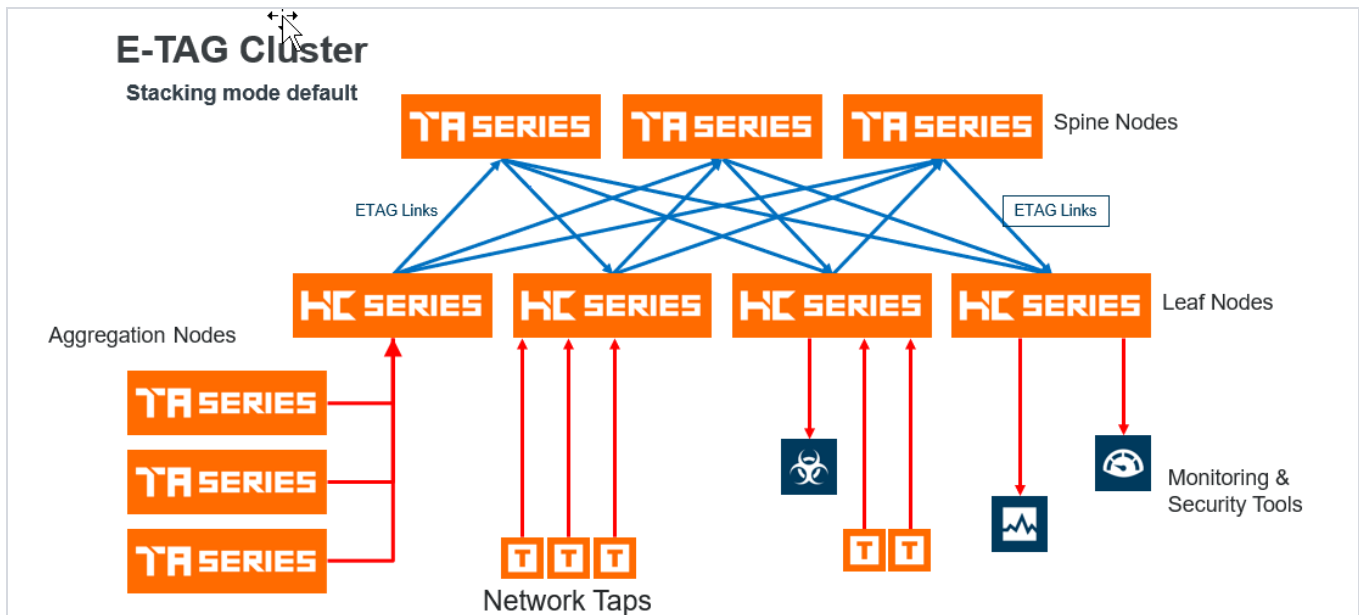 E-TAG Cluster
Stacking mode default
TA SERIES
TA SERIES
TA SERIES
Spine Nodes
ETAG Links
ETAG Links
HC SERIES
HC SERIES
HC SERIES
HC SERIES
Leaf Nodes
Aggregation Nodes
TA SERIES
TA SERIES
TA SERIES
Monitoring &
Security Tools
T
T
T
T
T
Network Taps